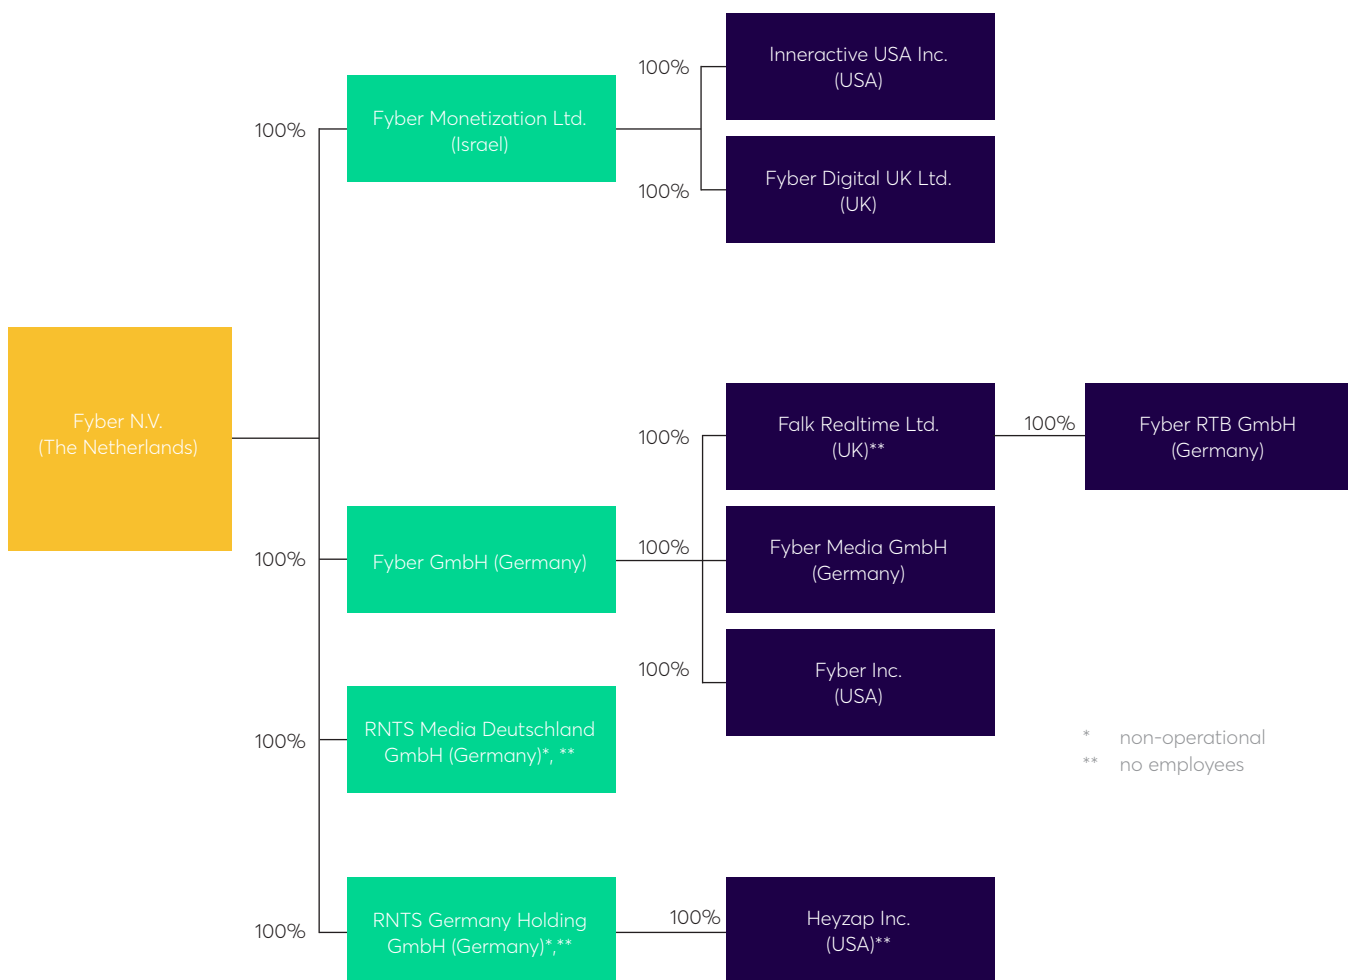 100%
Inneractive USA Inc.
(USA)
100%
Fyber Monetization Ltd.
(Israel)
100%
Fyber Digital UK Ltd.
(UK)
Fyber N.V.
(The Netherlands)
100%
Falk Realtime Ltd.
(UK)**
100%
Fyber RTB GmbH
(Germany)
100%
Fyber GmbH (Germany)
100%
Fyber Media GmbH
(Germany)
100%
Fyber Inc.
(USA)
100%
RNTS Media Deutschland
GmbH (Germany)*, **
* non-operational
** no employees
100%
RNTS Germany Holding
GmbH (Germany)*,**
100%
Heyzap Inc.
(USA)**